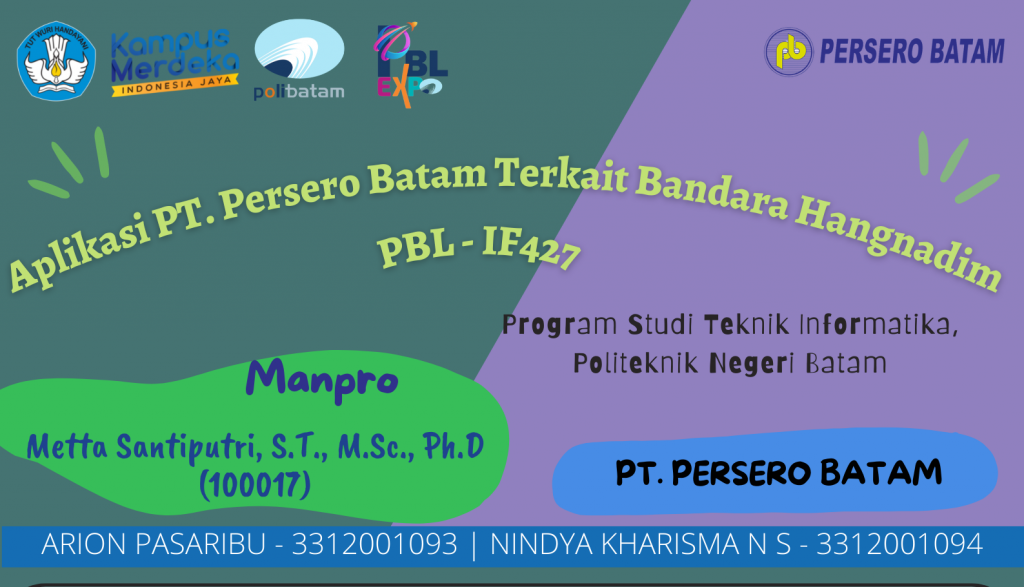 TUT WURI HANDAYANI
Kampus
Merdeka
INDONESIA JAYA
polibatam
PBL
EXPO
PERSERO BATAM
Aplikasi PT. Persero Batam Terkait Bandara Hangnadim
PBL - IF427
Program Studi Teknik Informatika,
Politeknik Negeri Batam
Manpro
Metta Santiputri, S.T., M.Sc., Ph.D
(100017)
PT. PERSERO BATAM
ARION PASARIBU - 3312001093 | NINDYA KHARISMA N S - 3312001094